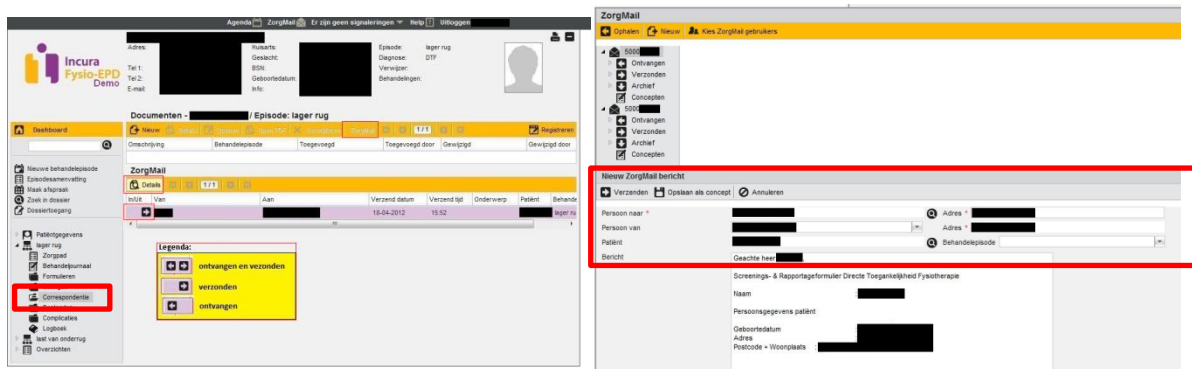 Agenda ZorgMail Er zijn geen signaleringen Help Uitloggen
Incura
Fysio-EPD
Demo
Adres: Huisarts: Episode: lager rug
Geslacht: Diagnose: DTF
Tel 1: BSN: Verwijzer:
Tel 2: Geboortedatum: Behandelingen:
E-mail: Info:
Documenten - / Episode: lager rug
Dashboard
Nieuw ZorgMail 1/1 Registreren
Omschrijving Behandelepisode Toegevoegd Toegevoegd door Gewijzigd Gewijzigd door
Nieuwe behandelepisode
Episodesamenvatting
Maak afspraak
Zoek in dossier
Dossiertoegang
ZorgMail
Details 1/1
In/Uit Van Aan Verzend datum Verzend tijd Onderwerp Patiënt Behande
18-04-2012 15:52 lager ru
Patiëntgegevens
lager rug
Zorgpad
Behandeljournaal
Formulieren
Correspondentie
Complicaties
Logboek
last van onderrug
Overzichten
Legenda:
ontvangen en vezonden
verzonden
ontvangen
ZorgMail
Ophalen Nieuw Kies ZorgMail gebruikers
5000
Ontvangen
Verzonden
Archief
Concepten
5000
Ontvangen
Verzonden
Archief
Concepten
Nieuw ZorgMail bericht
Verzenden Opslaan als concept Annuleren
Persoon naar * Adres *
Persoon van Adres *
Patiënt Behandelepisode
Bericht Geachte heer
Screenings- & Rapportageformulier Directe Toegankelijkheid Fysiotherapie
Naam
Persoonsgegevens patiënt
Geboortedatum
Adres
Postcode + Woonplaats :